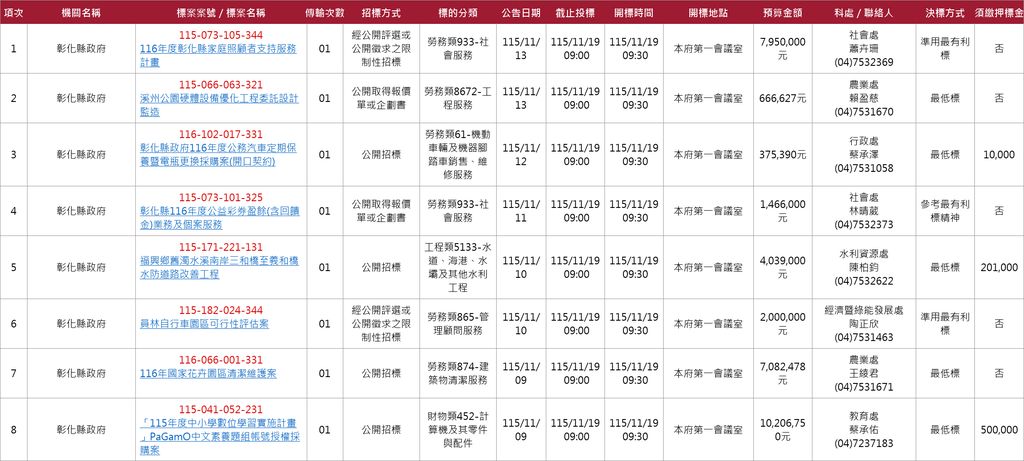 項次 機關名稱 標案案號 / 標案名稱 傳輸次數 招標方式 標的分類 公告日期 截止投標 開標時間 開標地點 預算金額 科處 / 聯絡人 決標方式 須繳押標金
1
彰化縣政府
115-073-105-344
116年度彰化縣家庭照顧者支持服務
計畫
01
經公開評選或
公開徵求之限
制性招標
勞務類933-社
會服務
115/11/
13
115/11/19
09:00
115/11/19
09:30
本府第一會議室
7,950,000
元
社會處
蕭卉珊
(04)7532369
準用最有利
標
否
2
彰化縣政府
115-066-063-321
溪州公園硬體設備優化工程委託設計
監造
01
公開取得報價
單或企劃書
勞務類8672-工
程服務
115/11/
13
115/11/19
09:00
115/11/19
09:30
本府第一會議室
666,627元
農業處
賴盈慈
(04)7531670
最低標
否
3
彰化縣政府
116-102-017-331
彰化縣政府116年度公務汽車定期保
養暨電瓶更換採購案(開口契約)
01
公開招標
勞務類61-機動
車輛及機器腳
踏車銷售、維
修服務
115/11/
12
115/11/19
09:00
115/11/19
09:30
本府第一會議室
375,390元
行政處
蔡承澤
(04)7531058
最低標
10,000
4
彰化縣政府
115-073-101-325
彰化縣116年度公益彩券盈餘(含回饋
金)業務及個案服務
01
公開取得報價
單或企劃書
勞務類933-社
會服務
115/11/
11
115/11/19
09:00
115/11/19
09:30
本府第一會議室
1,466,000
元
社會處
林晴葳
(04)7532373
參考最有利
標精神
否
5
彰化縣政府
115-171-221-131
福興鄉舊濁水溪南岸三和橋至義和橋
水防道路改善工程
01
公開招標
工程類5133-水
道、海港、水
壩及其他水利
工程
115/11/
10
115/11/19
09:00
115/11/19
09:30
本府第一會議室
4,039,000
元
水利資源處
陳柏鈞
(04)7532622
最低標
201,000
6
彰化縣政府
115-182-024-344
員林自行車園區可行性評估案
01
經公開評選或
公開徵求之限
制性招標
勞務類865-管
理顧問服務
115/11/
10
115/11/19
09:00
115/11/19
09:30
本府第一會議室
2,000,000
元
經濟暨綠能發展處
陶正欣
(04)7531463
準用最有利
標
否
7
彰化縣政府
116-066-001-331
116年國家花卉園區清潔維護案
01
公開招標
勞務類874-建
築物清潔服務
115/11/
09
115/11/19
09:00
115/11/19
09:30
本府第一會議室
7,082,478
元
農業處
王綾君
(04)7531671
最低標
否
8
彰化縣政府
115-041-052-231
「115年度中小學數位學習實施計畫
」PaGamO中文素養題組帳號授權採
購案
01
公開招標
財物類452-計
算機及其零件
與配件
115/11/
09
115/11/19
09:00
115/11/19
09:30
本府第一會議室
10,206,75
0元
教育處
蔡承佑
(04)7237183
最低標
500,000